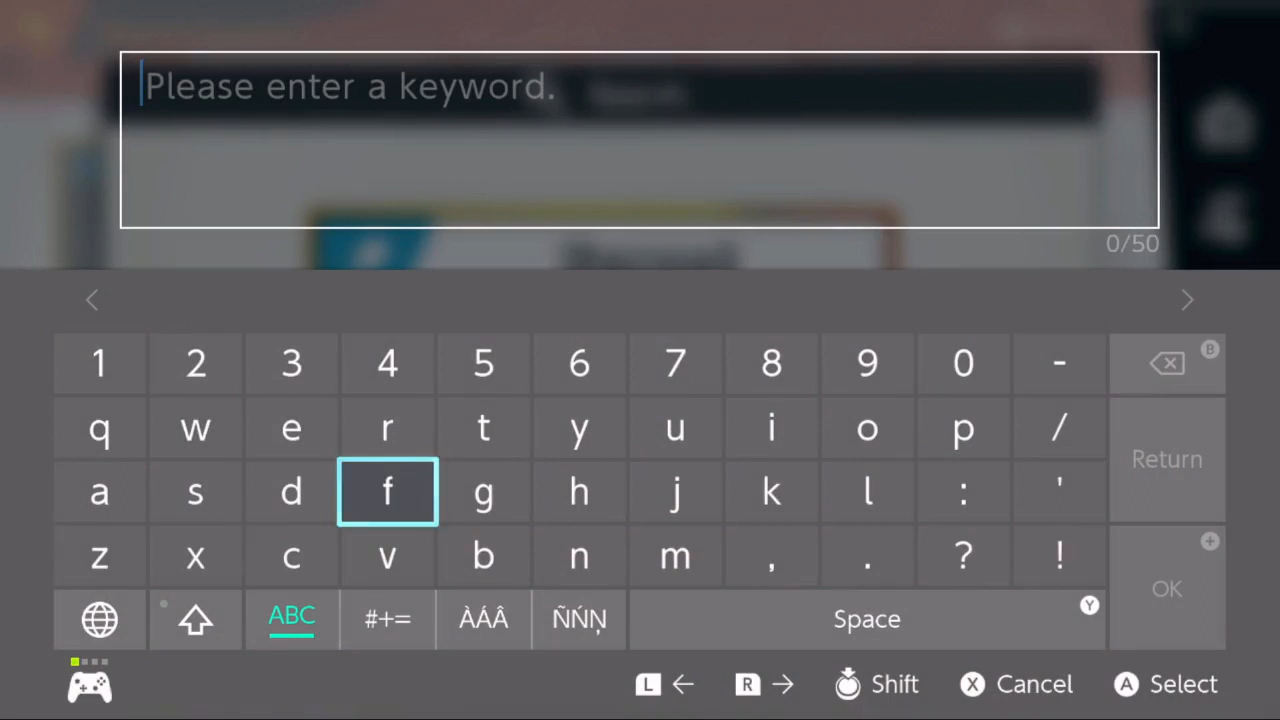 Please enter a keyword.
0/50
1 2 3 4 5 6 7 8 9 0 -
B
q w e r t y u i o p /
Return
a s d f g h j k l : '
z x c v b n m , . ? !
+
OK
ABC #+= ÀÁÂ ÑŃŅ Space Y
L ← R → Shift X Cancel A Select